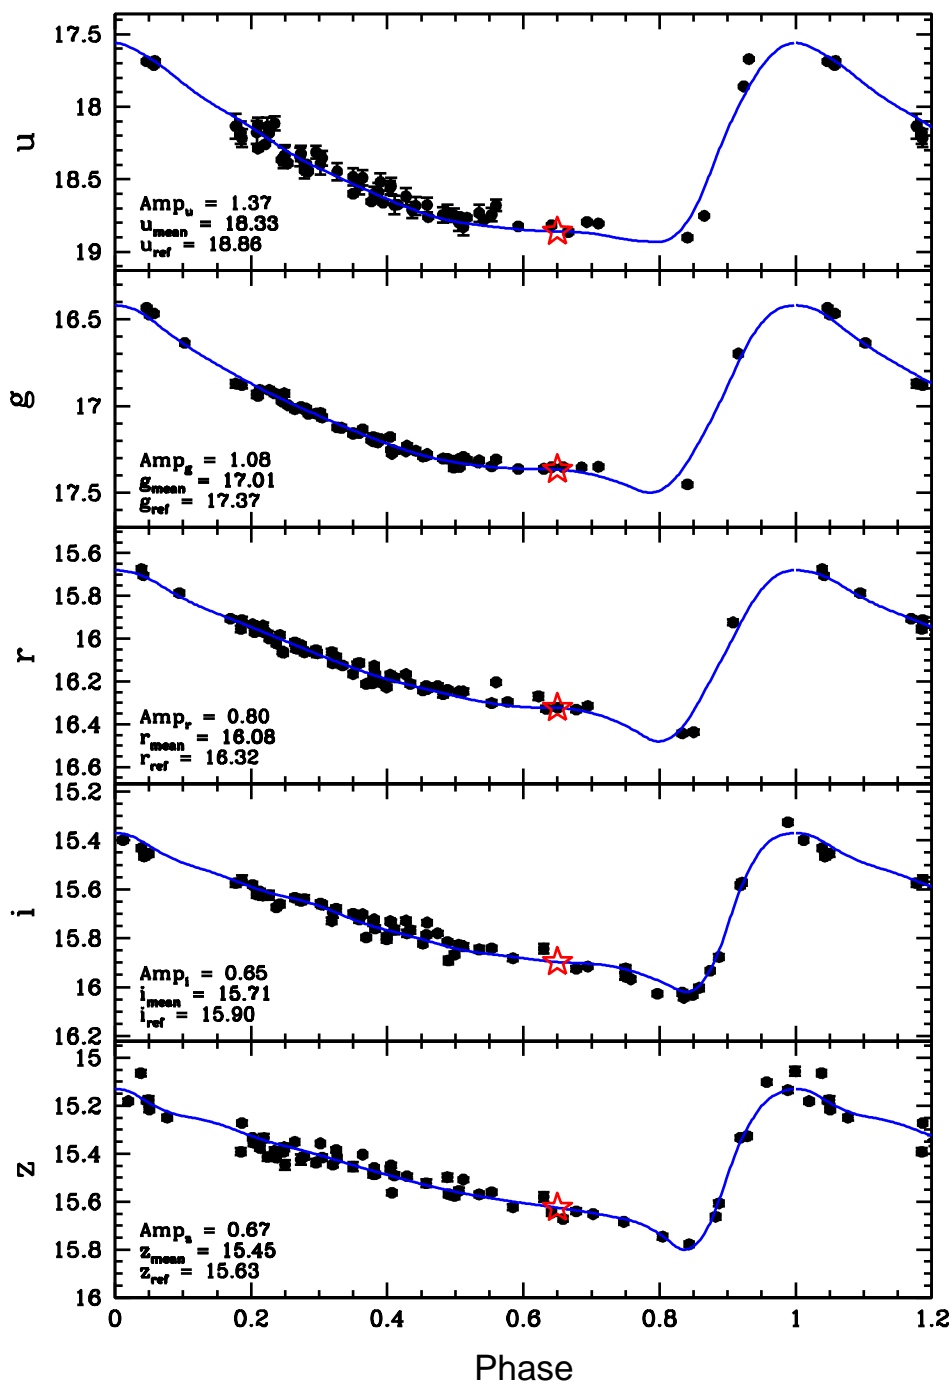 17.5
18
18.5
19
u
Amp_u = 1.37
u_mean = 18.33
u_ref = 18.86
16.5
17
17.5
g
Amp_g = 1.08
g_mean = 17.01
g_ref = 17.37
15.6
15.8
16
16.2
16.4
16.6
r
Amp_r = 0.80
r_mean = 16.08
r_ref = 16.32
15.2
15.4
15.6
15.8
16
16.2
i
Amp_i = 0.65
i_mean = 15.71
i_ref = 15.90
15
15.2
15.4
15.6
15.8
16
z
Amp_z = 0.67
z_mean = 15.45
z_ref = 15.63
0 0.2 0.4 0.6 0.8 1 1.2
Phase